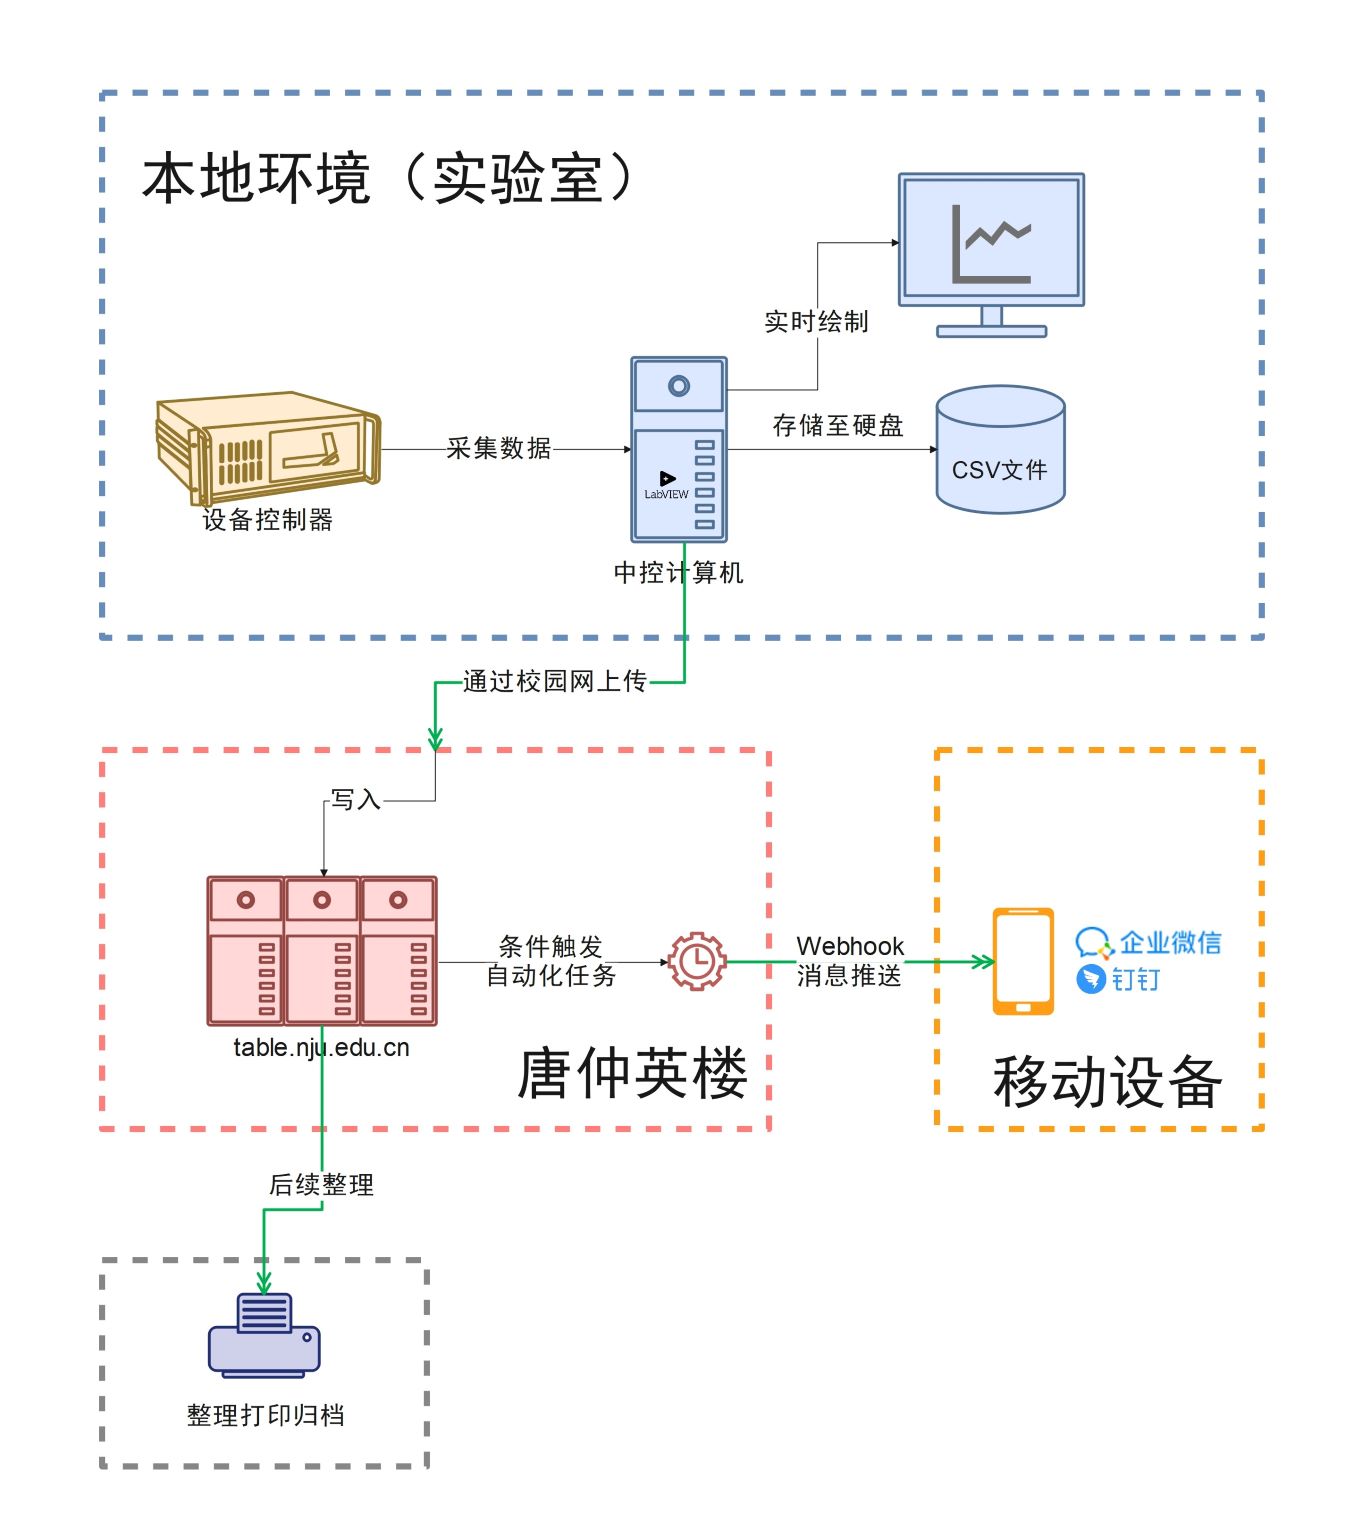 本地环境（实验室）
实时绘制
采集数据
存储至硬盘
CSV文件
LabVIEW
设备控制器
中控计算机
通过校园网上传
写入
条件触发
自动化任务
Webhook
消息推送
企业微信
钉钉
table.nju.edu.cn
唐仲英楼
移动设备
后续整理
整理打印归档